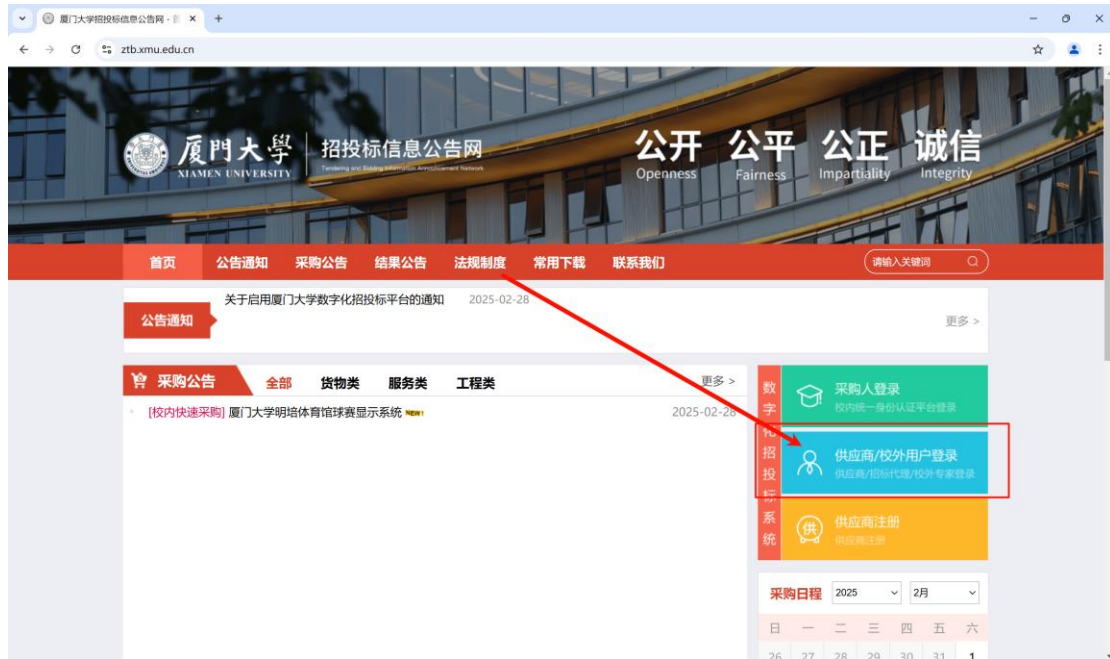 厦门大学招投标信息公告网 - 
ztb.xmu.edu.cn
厦門大學
XIAMEN UNIVERSITY
招投标信息公告网
Tendering and Bidding Information Announcement Network
公开 公平 公正 诚信
Openness Fairness Impartiality Integrity
首页 公告通知 采购公告 结果公告 法规制度 常用下载 联系我们
请输入关键词
公告通知
关于启用厦门大学数字化招投标平台的通知 2025-02-28
更多 >
采购公告 全部 货物类 服务类 工程类 更多 >
[校内快速采购] 厦门大学明培体育馆球赛显示系统 NEW! 2025-02-28
数字化招投标系统
采购人登录
校内统一身份认证平台登录
供应商/校外用户登录
供应商/招标代理/校外专家登录
供
供应商注册
供应商注册
采购日程 2025 2月
日 一 二 三 四 五 六
26 27 28 29 30 31 1